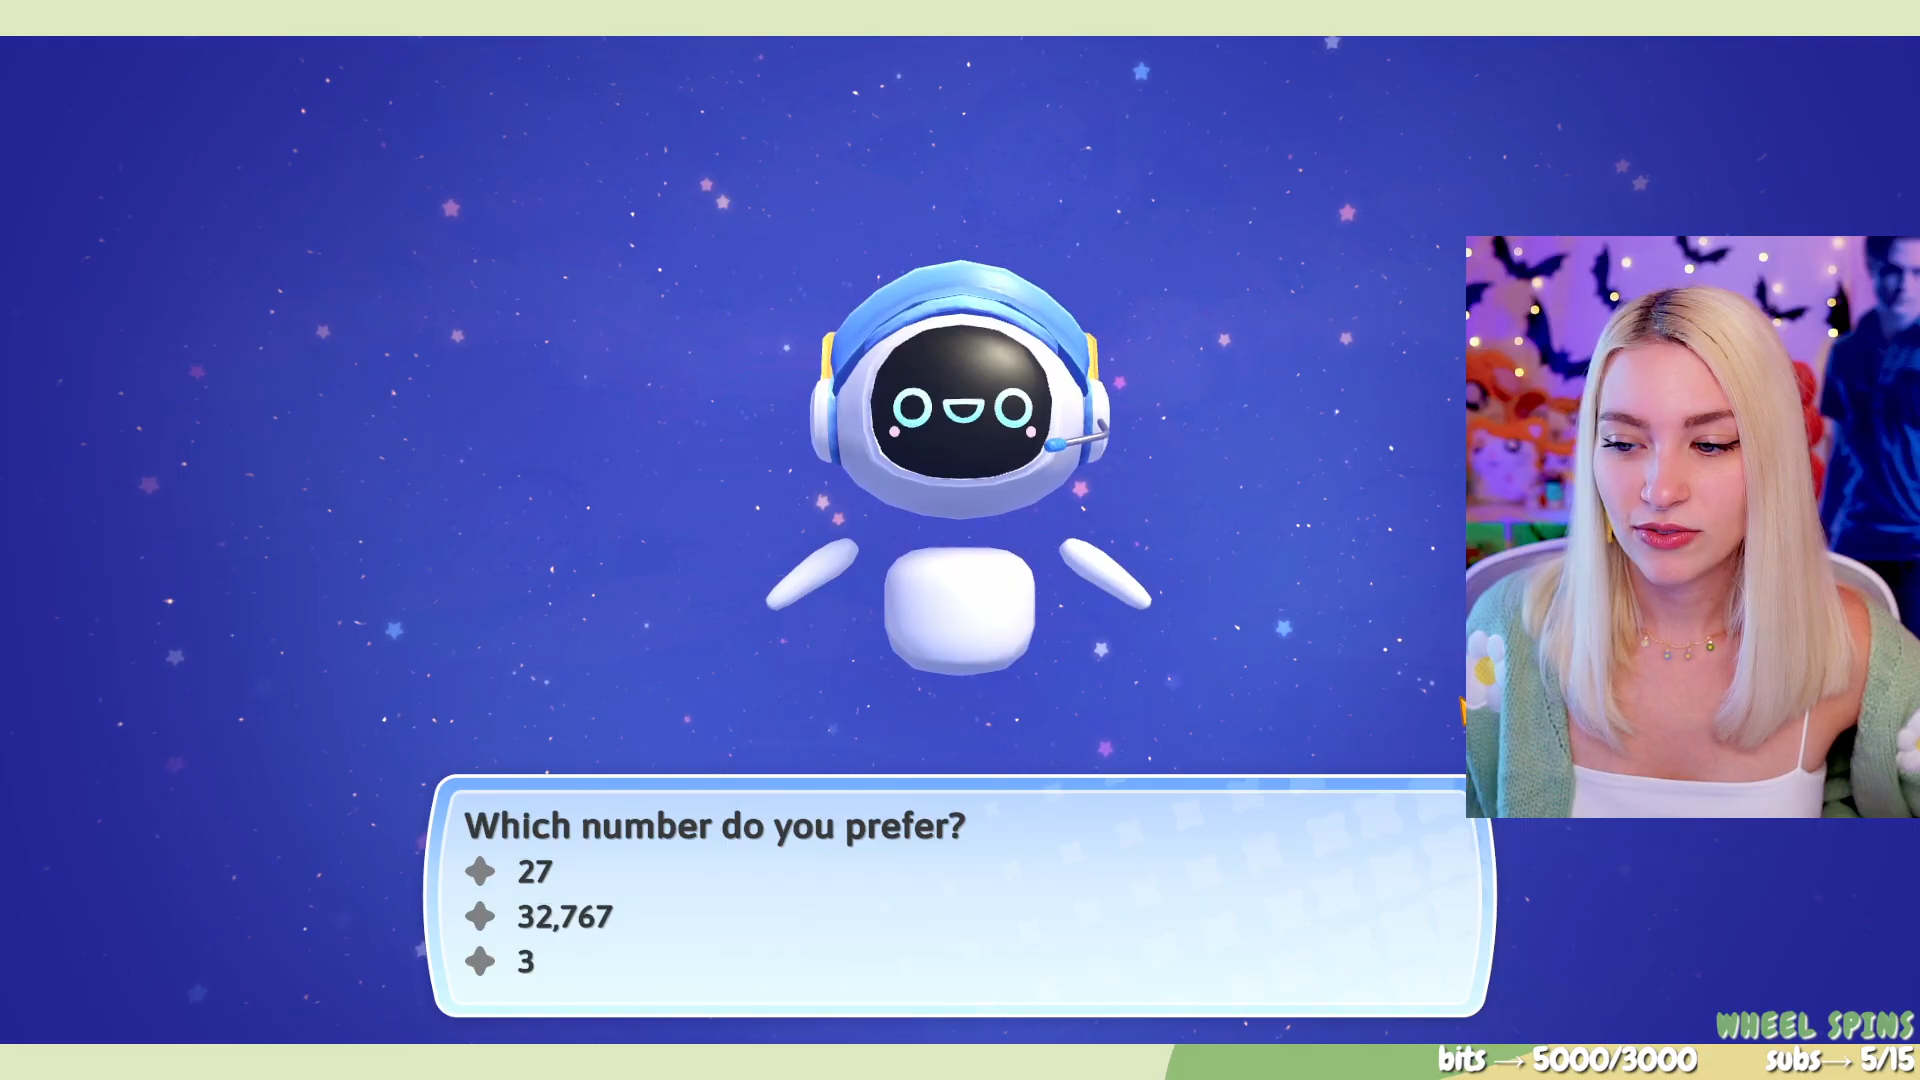 Which number do you prefer?
27
32,767
3
WHEEL SPINS
bits → 5000/3000 subs→ 5/15